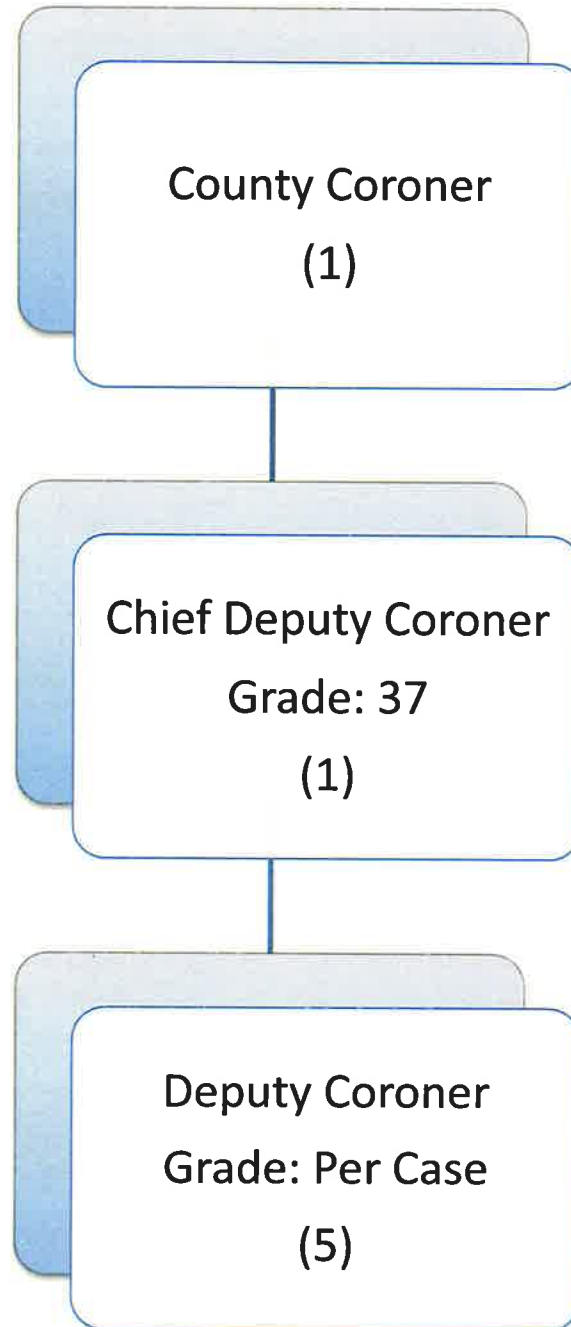 County Coroner
(1)
Chief Deputy Coroner
Grade: 37
(1)
Deputy Coroner
Grade: Per Case
(5)